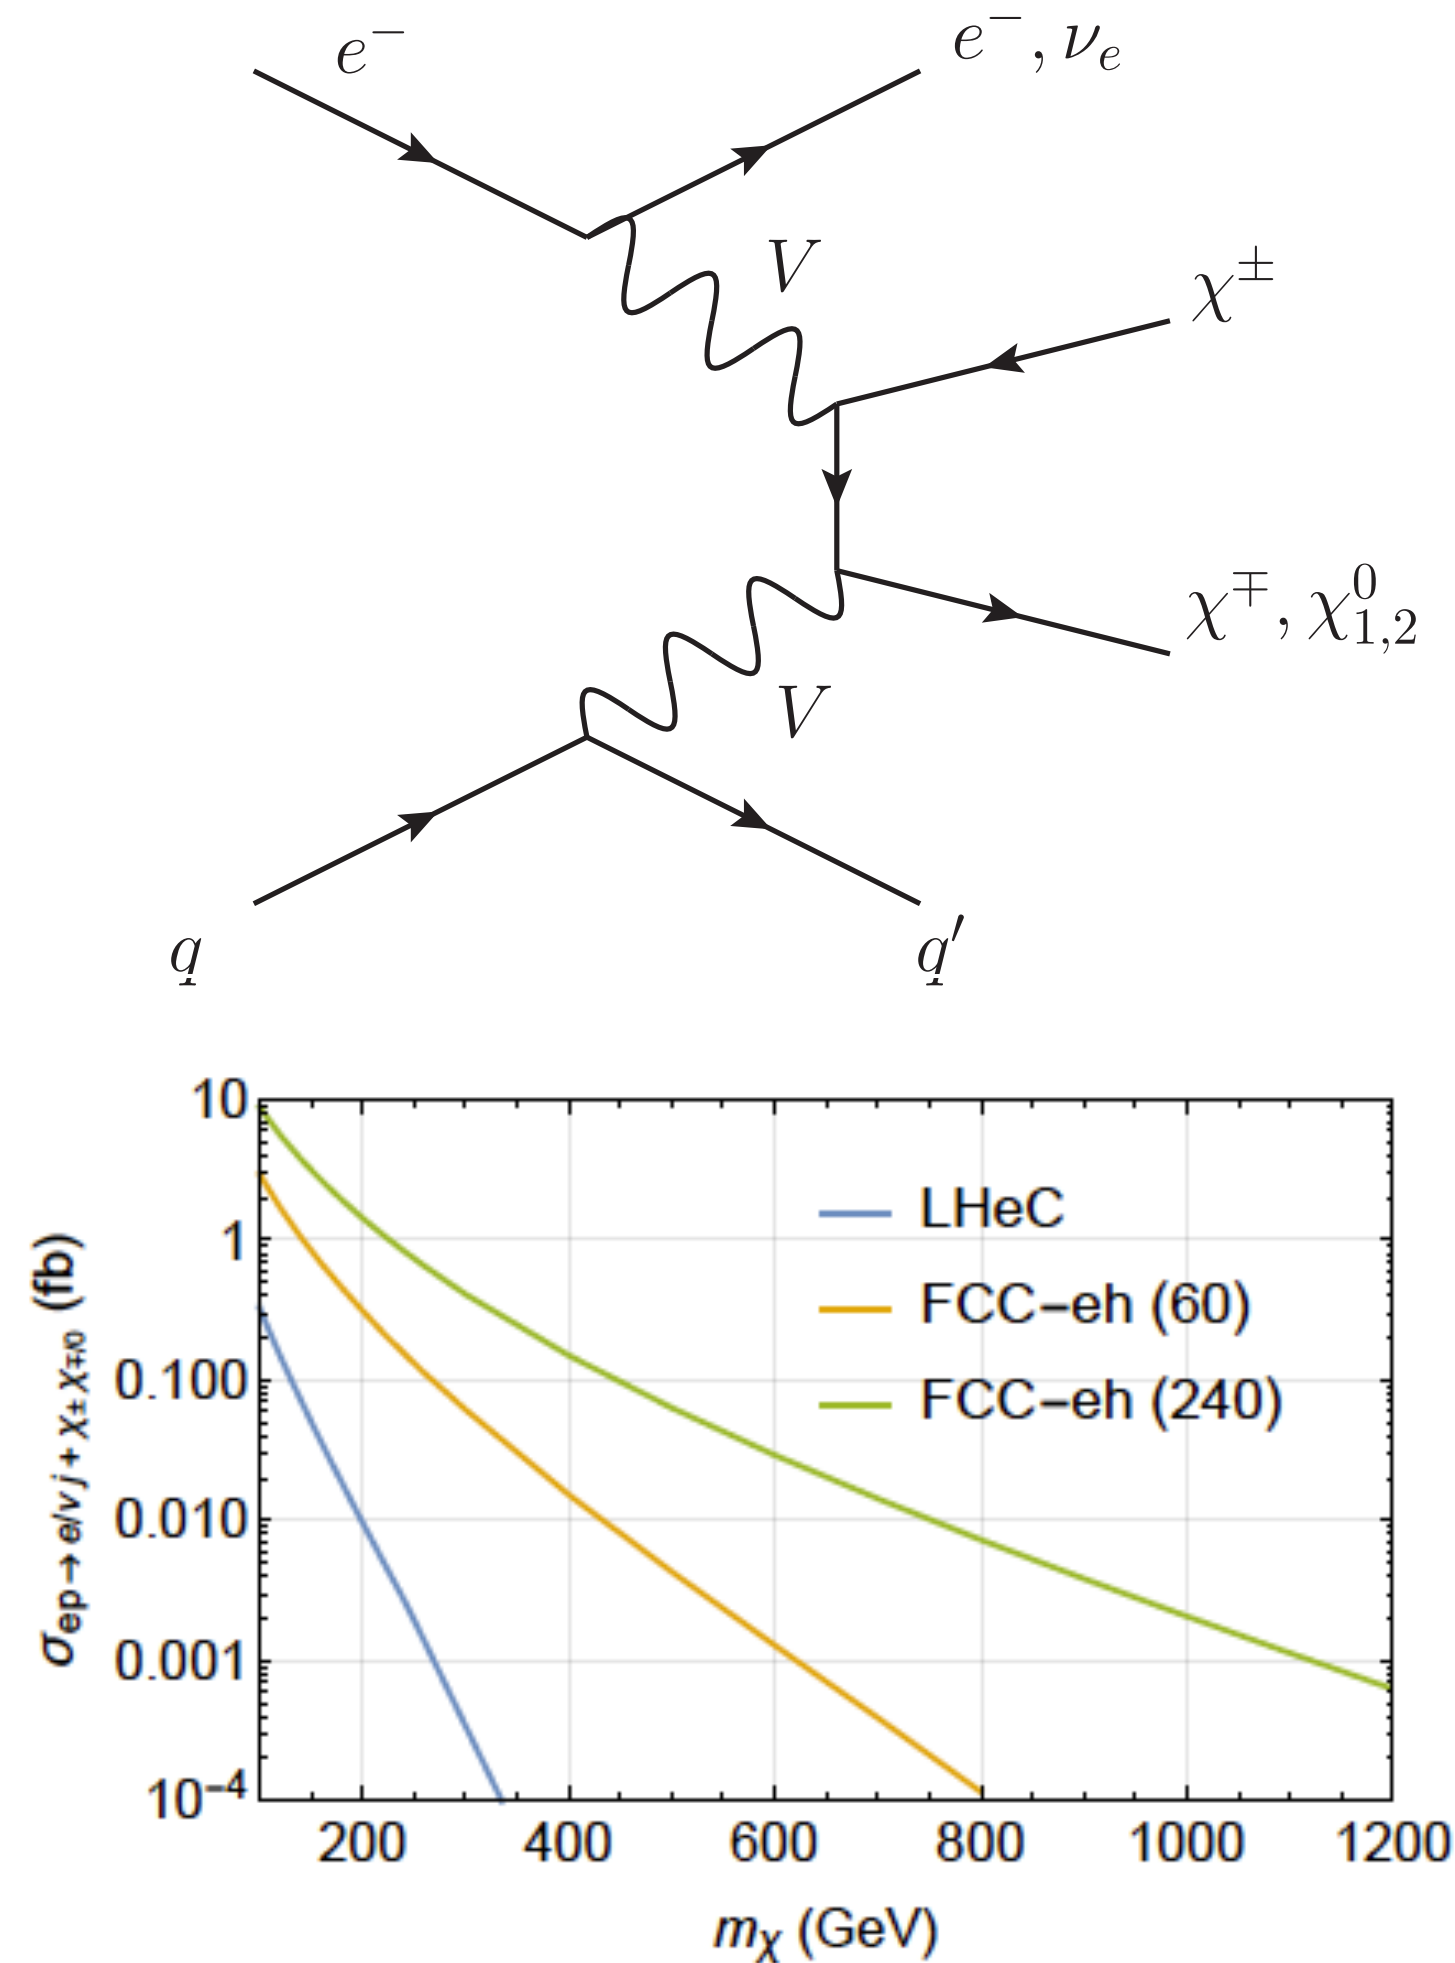 e⁻
e⁻, νₑ
V
χ±
χ∓, χ⁰₁,₂
V
q
q′
10
1
0.100
0.010
0.001
10⁻⁴
σ ep→ e/ν j + χ± χ∓/0 (fb)
LHeC
FCC–eh (60)
FCC–eh (240)
200 400 600 800 1000 1200
mχ (GeV)